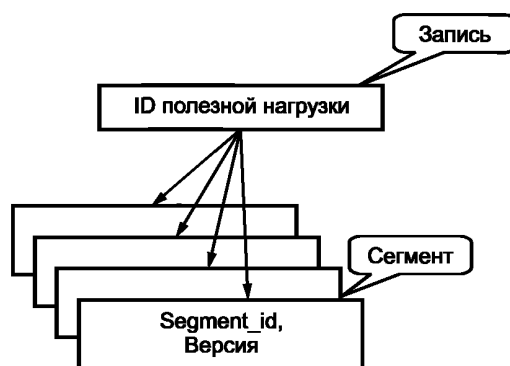 Запись
ID полезной нагрузки
Сегмент
Segment_id,
Версия